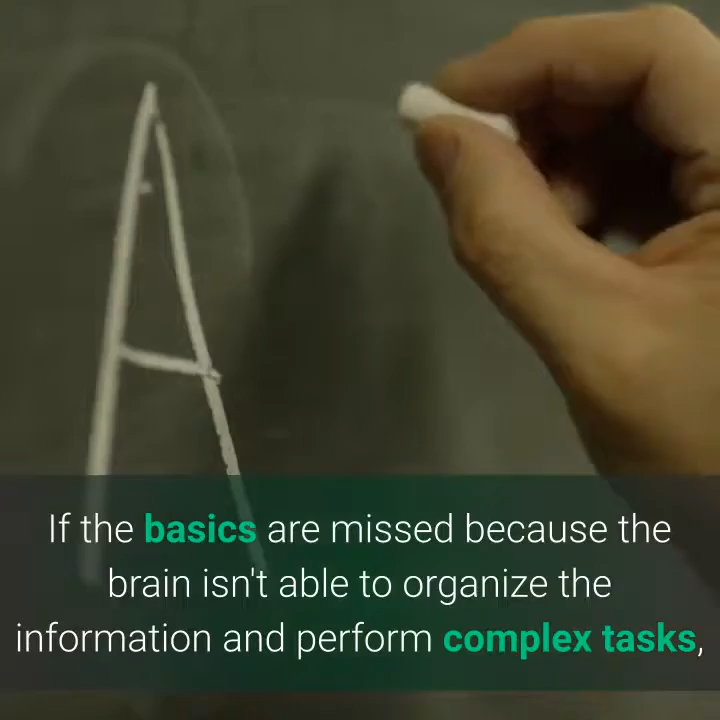 A
If the basics are missed because the
brain isn't able to organize the
information and perform complex tasks,